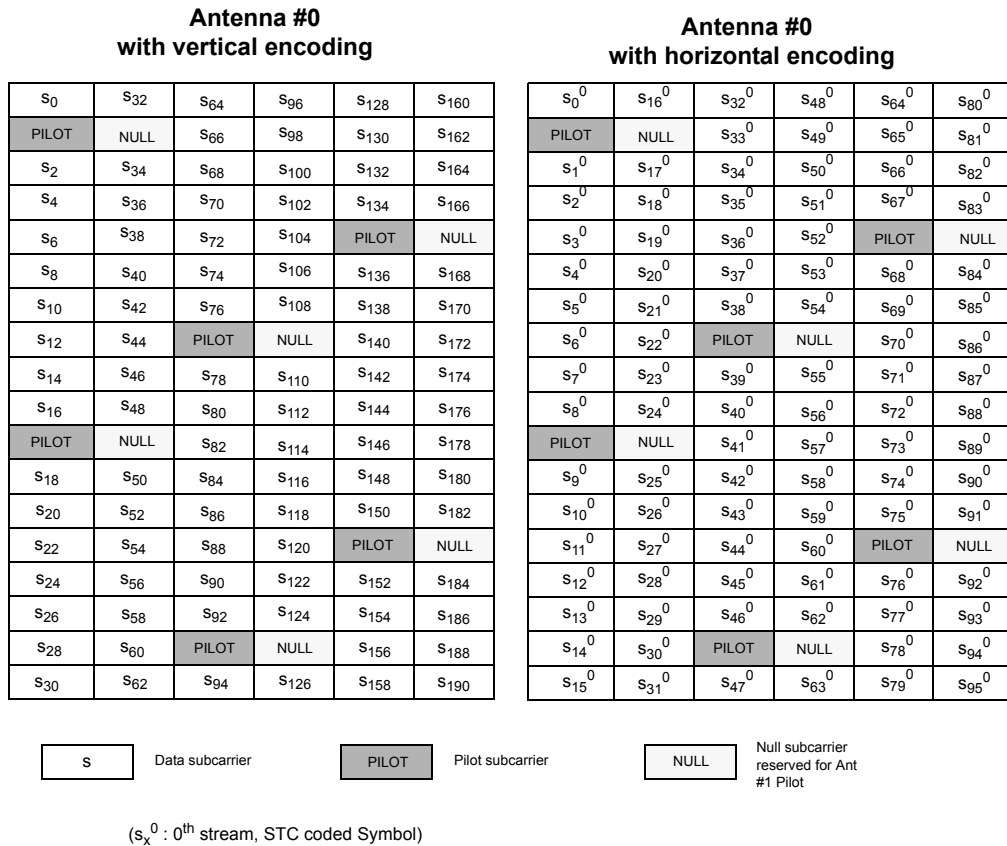 Antenna #0
with vertical encoding
s0 s32 s64 s96 s128 s160
PILOT NULL s66 s98 s130 s162
s2 s34 s68 s100 s132 s164
s4 s36 s70 s102 s134 s166
s6 s38 s72 s104 PILOT NULL
s8 s40 s74 s106 s136 s168
s10 s42 s76 s108 s138 s170
s12 s44 PILOT NULL s140 s172
s14 s46 s78 s110 s142 s174
s16 s48 s80 s112 s144 s176
PILOT NULL s82 s114 s146 s178
s18 s50 s84 s116 s148 s180
s20 s52 s86 s118 s150 s182
s22 s54 s88 s120 PILOT NULL
s24 s56 s90 s122 s152 s184
s26 s58 s92 s124 s154 s186
s28 s60 PILOT NULL s156 s188
s30 s62 s94 s126 s158 s190
Antenna #0
with horizontal encoding
s0^0 s16^0 s32^0 s48^0 s64^0 s80^0
PILOT NULL s33^0 s49^0 s65^0 s81^0
s1^0 s17^0 s34^0 s50^0 s66^0 s82^0
s2^0 s18^0 s35^0 s51^0 s67^0 s83^0
s3^0 s19^0 s36^0 s52^0 PILOT NULL
s4^0 s20^0 s37^0 s53^0 s68^0 s84^0
s5^0 s21^0 s38^0 s54^0 s69^0 s85^0
s6^0 s22^0 PILOT NULL s70^0 s86^0
s7^0 s23^0 s39^0 s55^0 s71^0 s87^0
s8^0 s24^0 s40^0 s56^0 s72^0 s88^0
PILOT NULL s41^0 s57^0 s73^0 s89^0
s9^0 s25^0 s42^0 s58^0 s74^0 s90^0
s10^0 s26^0 s43^0 s59^0 s75^0 s91^0
s11^0 s27^0 s44^0 s60^0 PILOT NULL
s12^0 s28^0 s45^0 s61^0 s76^0 s92^0
s13^0 s29^0 s46^0 s62^0 s77^0 s93^0
s14^0 s30^0 PILOT NULL s78^0 s94^0
s15^0 s31^0 s47^0 s63^0 s79^0 s95^0
s Data subcarrier
PILOT Pilot subcarrier
NULL Null subcarrier
reserved for Ant
#1 Pilot
(sx^0 : 0th stream, STC coded Symbol)